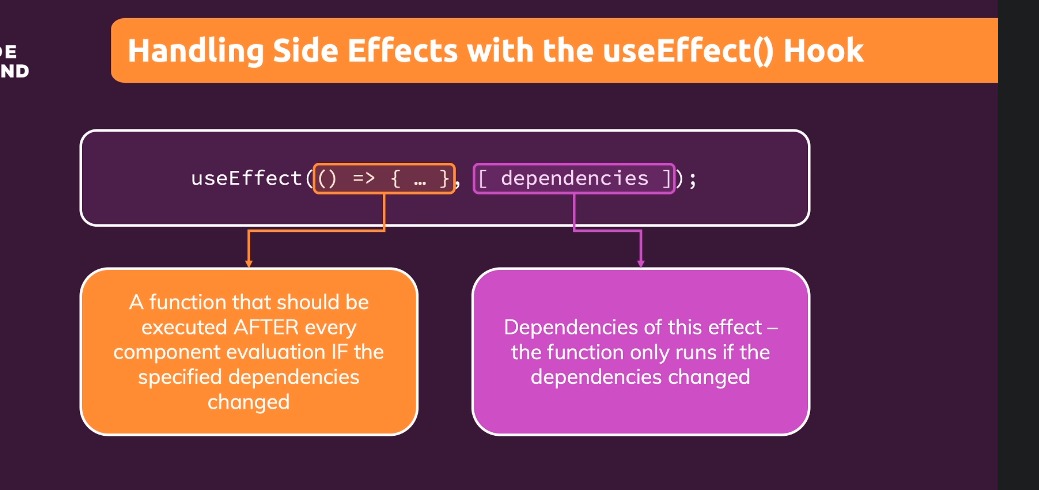 DE
ND
Handling Side Effects with the useEffect() Hook
useEffect(() => { … }, [ dependencies ]);
A function that should be
executed AFTER every
component evaluation IF the
specified dependencies
changed
Dependencies of this effect –
the function only runs if the
dependencies changed